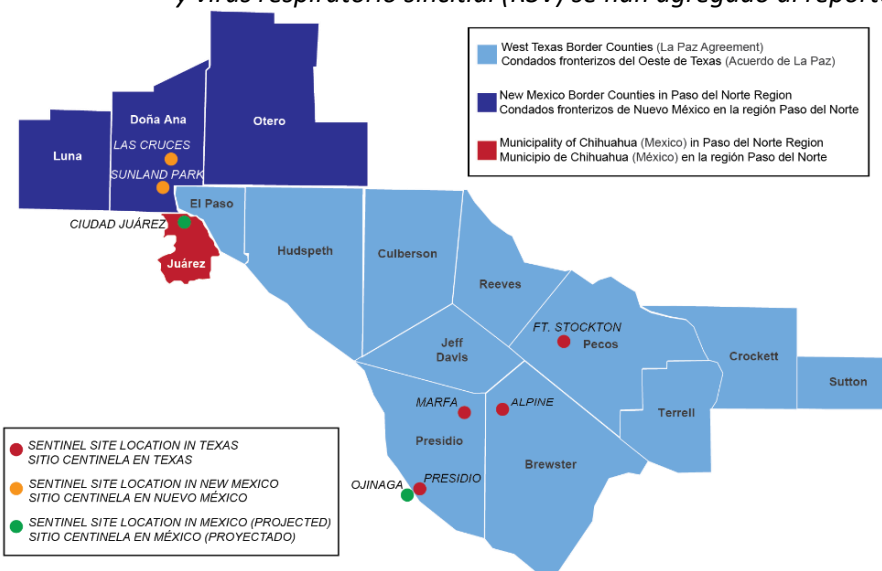 y virus respiratorio sincitial (RSV) se han agregado al report
West Texas Border Counties (La Paz Agreement)
Condados fronterizos del Oeste de Texas (Acuerdo de La Paz)
New Mexico Border Counties in Paso del Norte Region
Condados fronterizos de Nuevo México en la región Paso del Norte
Municipality of Chihuahua (Mexico) in Paso del Norte Region
Municipio de Chihuahua (México) en la región Paso del Norte
Doña Ana
Otero
Luna
LAS CRUCES
SUNLAND PARK
El Paso
CIUDAD JUÁREZ
Juárez
Hudspeth
Culberson
Reeves
FT. STOCKTON
Pecos
Jeff
Davis
Crockett
Sutton
MARFA
ALPINE
Terrell
Presidio
Brewster
OJINAGA
PRESIDIO
SENTINEL SITE LOCATION IN TEXAS
SITIO CENTINELA EN TEXAS
SENTINEL SITE LOCATION IN NEW MEXICO
SITIO CENTINELA EN NUEVO MÉXICO
SENTINEL SITE LOCATION IN MEXICO (PROJECTED)
SITIO CENTINELA EN MÉXICO (PROYECTADO)